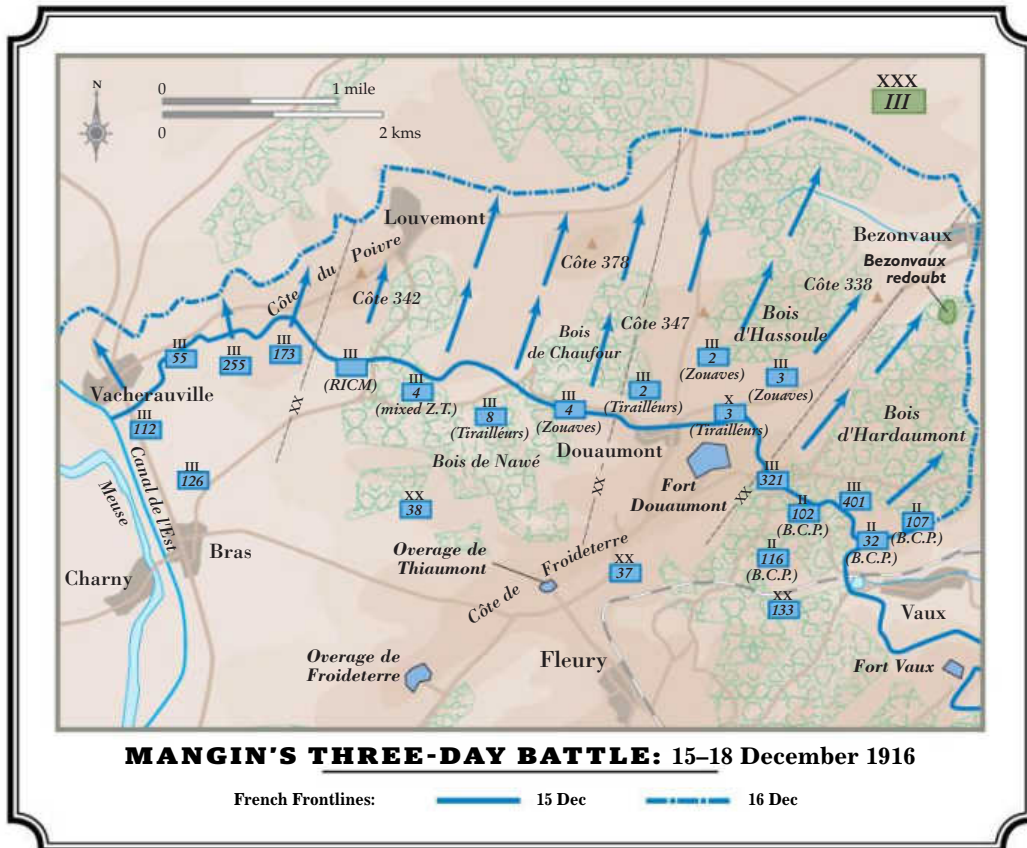 XXX
III
N
0
1 mile
0
2 kms
Louvemont
Côte du Poivre
Côte 342
Côte 378
Côte 347
Côte 338
Bezonvaux
Bezonvaux
redoubt
Bois
d'Hassoule
Bois
de Chaufour
III
55
III
255
III
173
III
(RICM)
III
4
(mixed Z.T.)
III
8
(Tirailléurs)
III
4
(Zouaves)
III
2
(Tirailléurs)
III
2
(Zouaves)
III
3
(Zouaves)
X
3
(Tirailléurs)
Vacherauville
III
112
III
126
XX
XX
XX
Bois de Nawé
Douaumont
Fort
Douaumont
Bois
d'Hardaumont
III
321
II
102
(B.C.P.)
III
401
II
32
(B.C.P.)
II
107
(B.C.P.)
II
116
(B.C.P.)
XX
38
XX
37
XX
133
Meuse
Canal de l'Est
Bras
Charny
Overage de
Thiaumont
Côte de Froideterre
Overage de
Froideterre
Fleury
Vaux
Fort Vaux
MANGIN'S THREE-DAY BATTLE: 15–18 December 1916
French Frontlines: 15 Dec 16 Dec